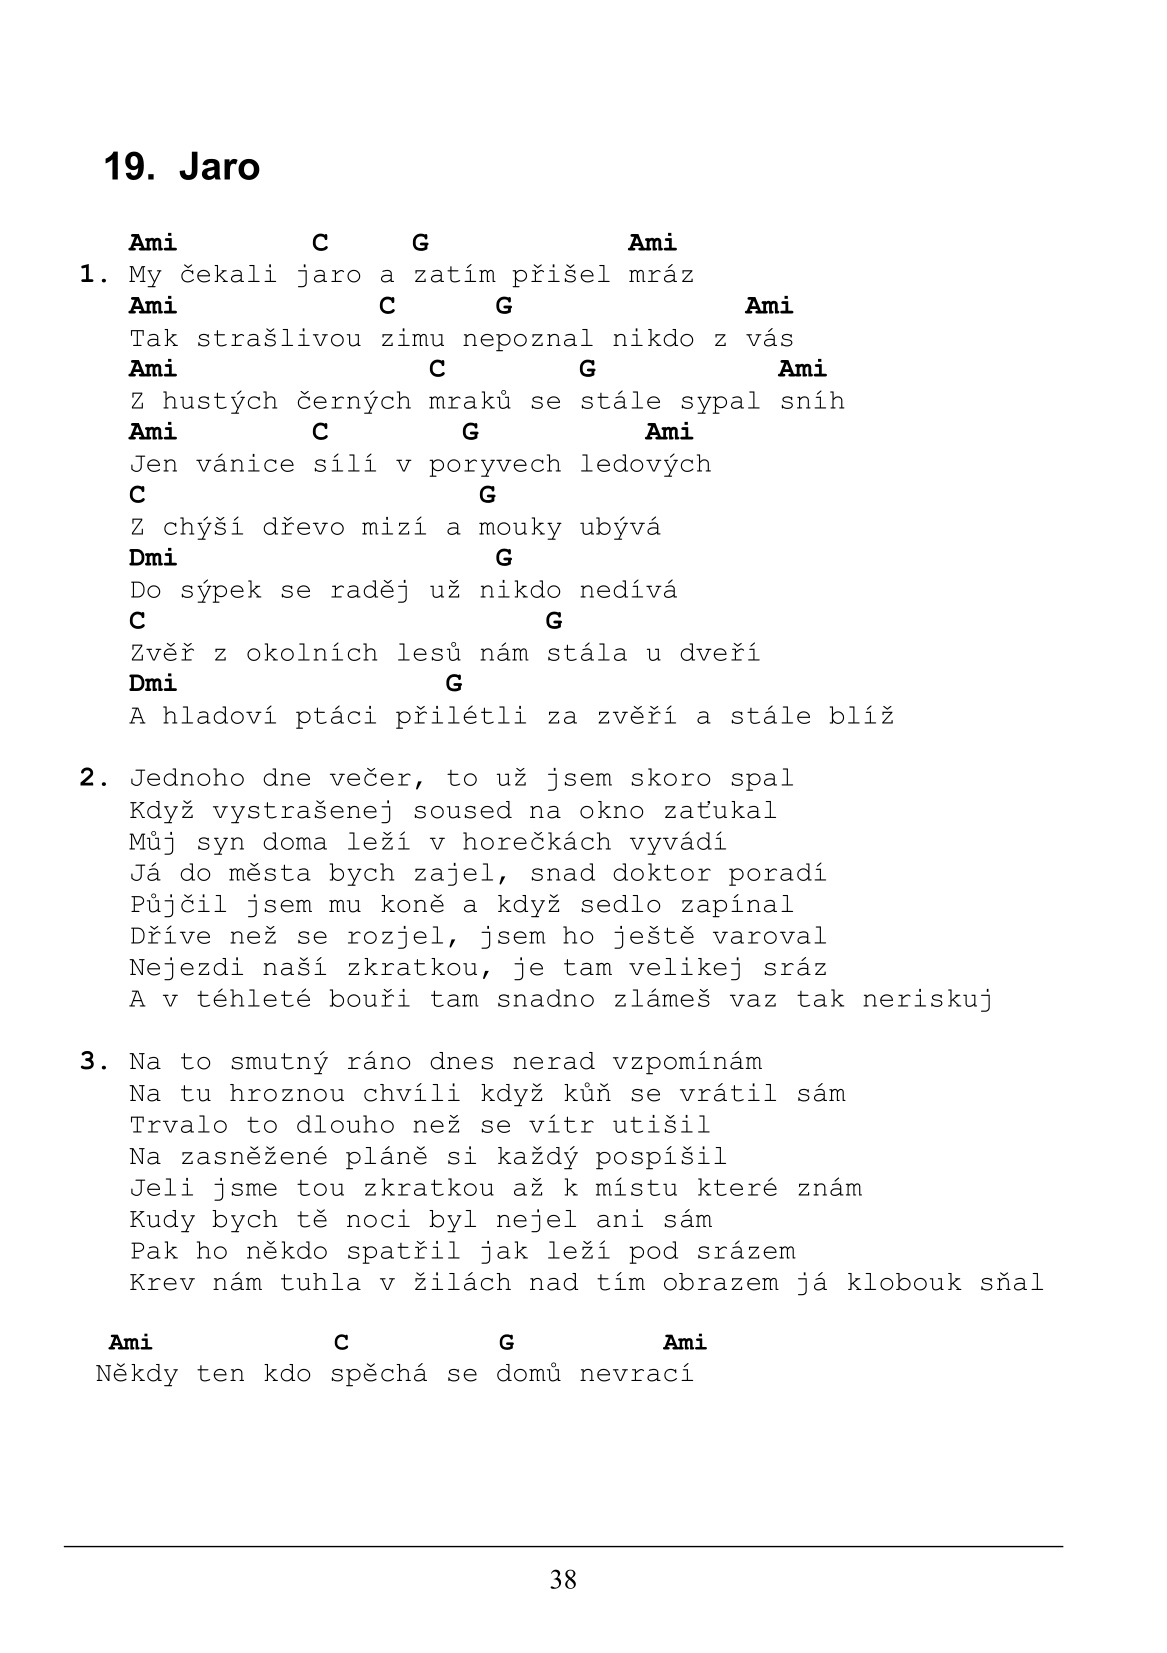 19. Jaro
Ami C G Ami
1. My čekali jaro a zatím přišel mráz
Ami C G Ami
Tak strašlivou zimu nepoznal nikdo z vás
Ami C G Ami
Z hustých černých mraků se stále sypal sníh
Ami C G Ami
Jen vánice sílí v poryvech ledových
C G
Z chýší dřevo mizí a mouky ubývá
Dmi G
Do sýpek se raděj už nikdo nedívá
C G
Zvěř z okolních lesů nám stála u dveří
Dmi G
A hladoví ptáci přilétli za zvěří a stále blíž
2. Jednoho dne večer, to už jsem skoro spal
Když vystrašenej soused na okno zaťukal
Můj syn doma leží v horečkách vyvádí
Já do města bych zajel, snad doktor poradí
Půjčil jsem mu koně a když sedlo zapínal
Dříve než se rozjel, jsem ho ještě varoval
Nejezdi naší zkratkou, je tam velikej sráz
A v téhleté bouři tam snadno zlámeš vaz tak neriskuj
3. Na to smutný ráno dnes nerad vzpomínám
Na tu hroznou chvíli když kůň se vrátil sám
Trvalo to dlouho než se vítr utišil
Na zasněžené pláně si každý pospíšil
Jeli jsme tou zkratkou až k místu které znám
Kudy bych tě noci byl nejel ani sám
Pak ho někdo spatřil jak leží pod srázem
Krev nám tuhla v žilách nad tím obrazem já klobouk sňal
Ami C G Ami
Někdy ten kdo spěchá se domů nevrací
38